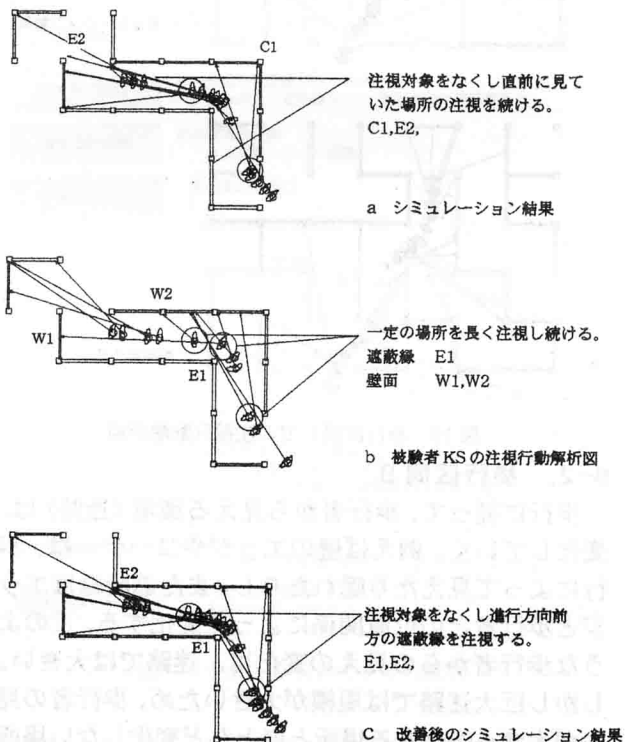 E2
C1
注視対象をなくし直前に見て
いた場所の注視を続ける。
C1,E2,
a シミュレーション結果
W2
W1
E1
一定の場所を長く注視し続ける。
遮蔽縁 E1
壁面 W1,W2
b 被験者KSの注視行動解析図
E2
E1
注視対象をなくし進行方向前
方の遮蔽縁を注視する。
E1,E2,
C 改善後のシミュレーション結果